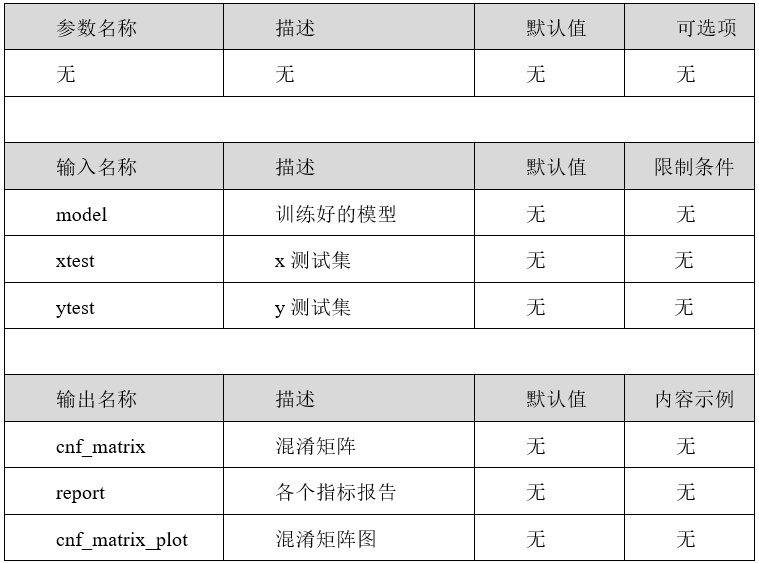 参数名称 描述 默认值 可选项
无 无 无 无
输入名称 描述 默认值 限制条件
model 训练好的模型 无 无
xtest x 测试集 无 无
ytest y 测试集 无 无
输出名称 描述 默认值 内容示例
cnf_matrix 混淆矩阵 无 无
report 各个指标报告 无 无
cnf_matrix_plot 混淆矩阵图 无 无